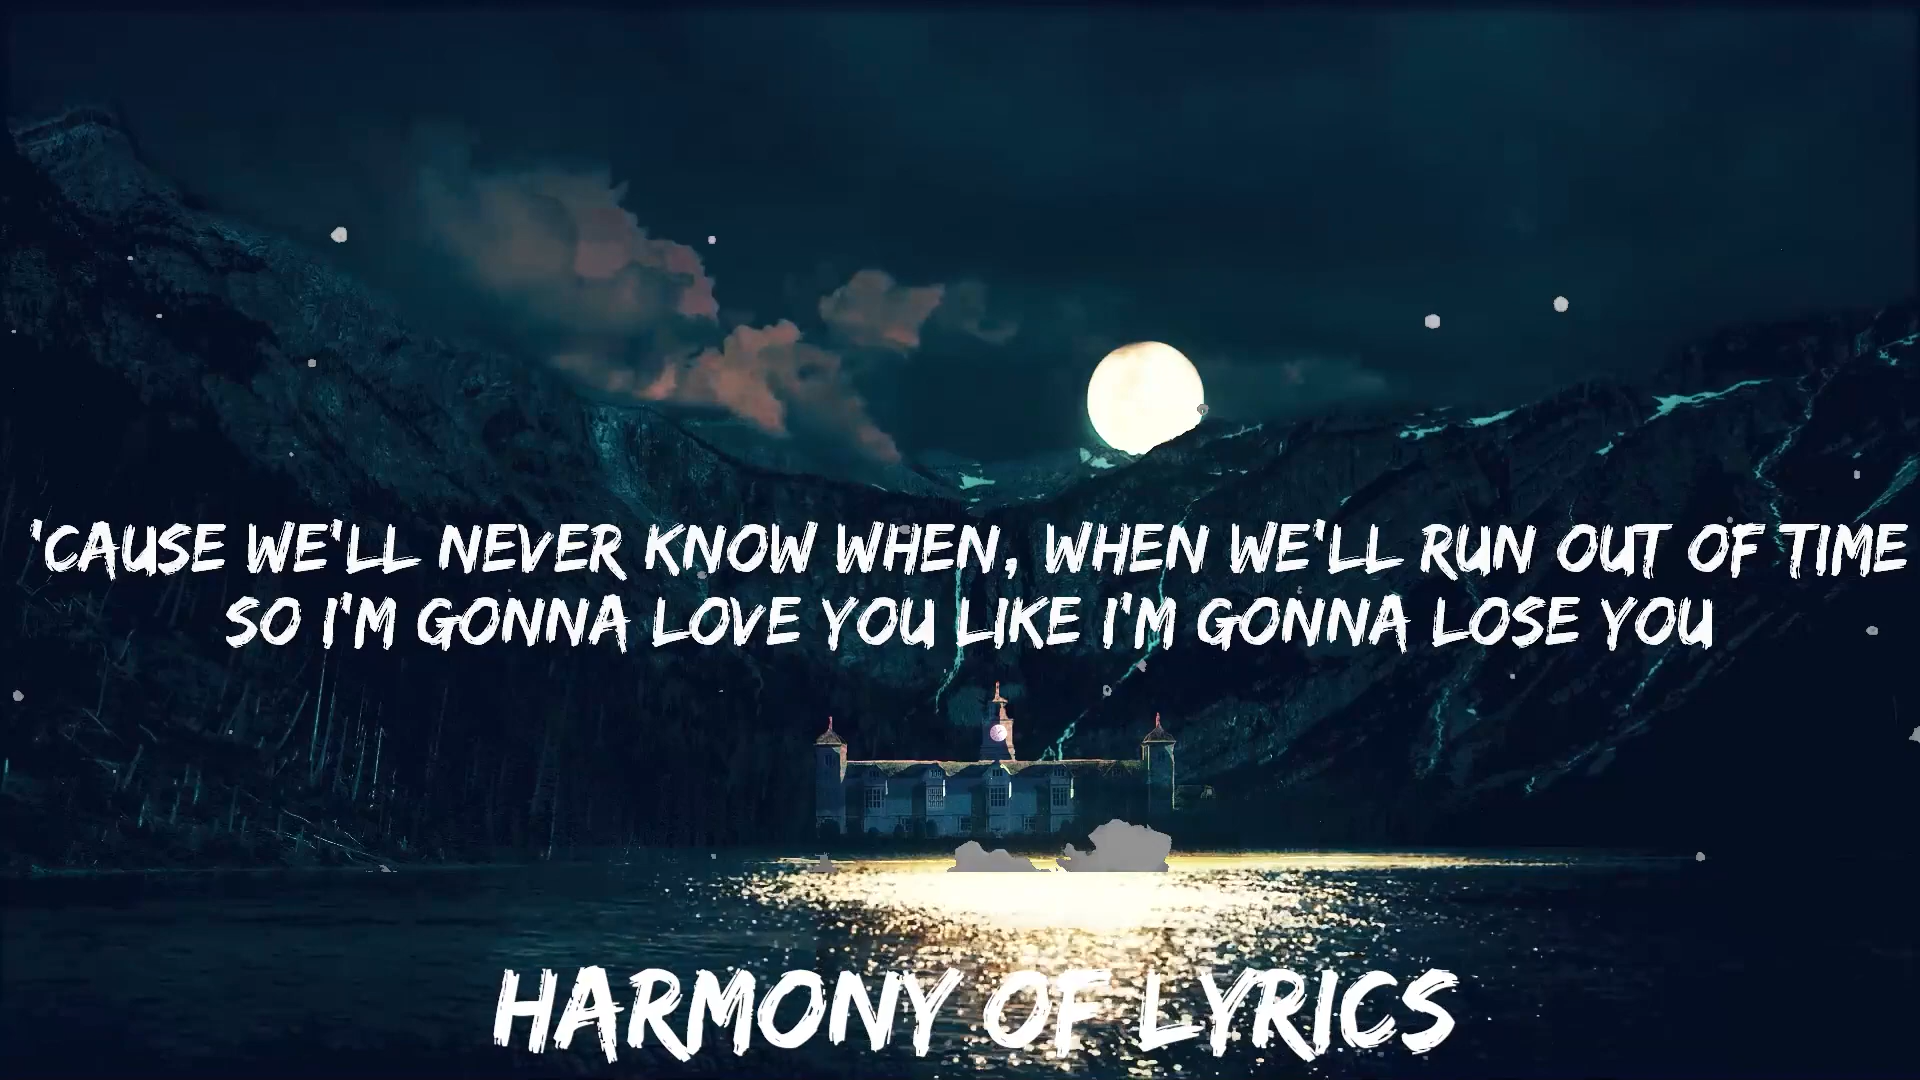 'CAUSE WE'LL NEVER KNOW WHEN, WHEN WE'LL RUN OUT OF TIME
SO I'M GONNA LOVE YOU LIKE I'M GONNA LOSE YOU
HARMONY OF LYRICS